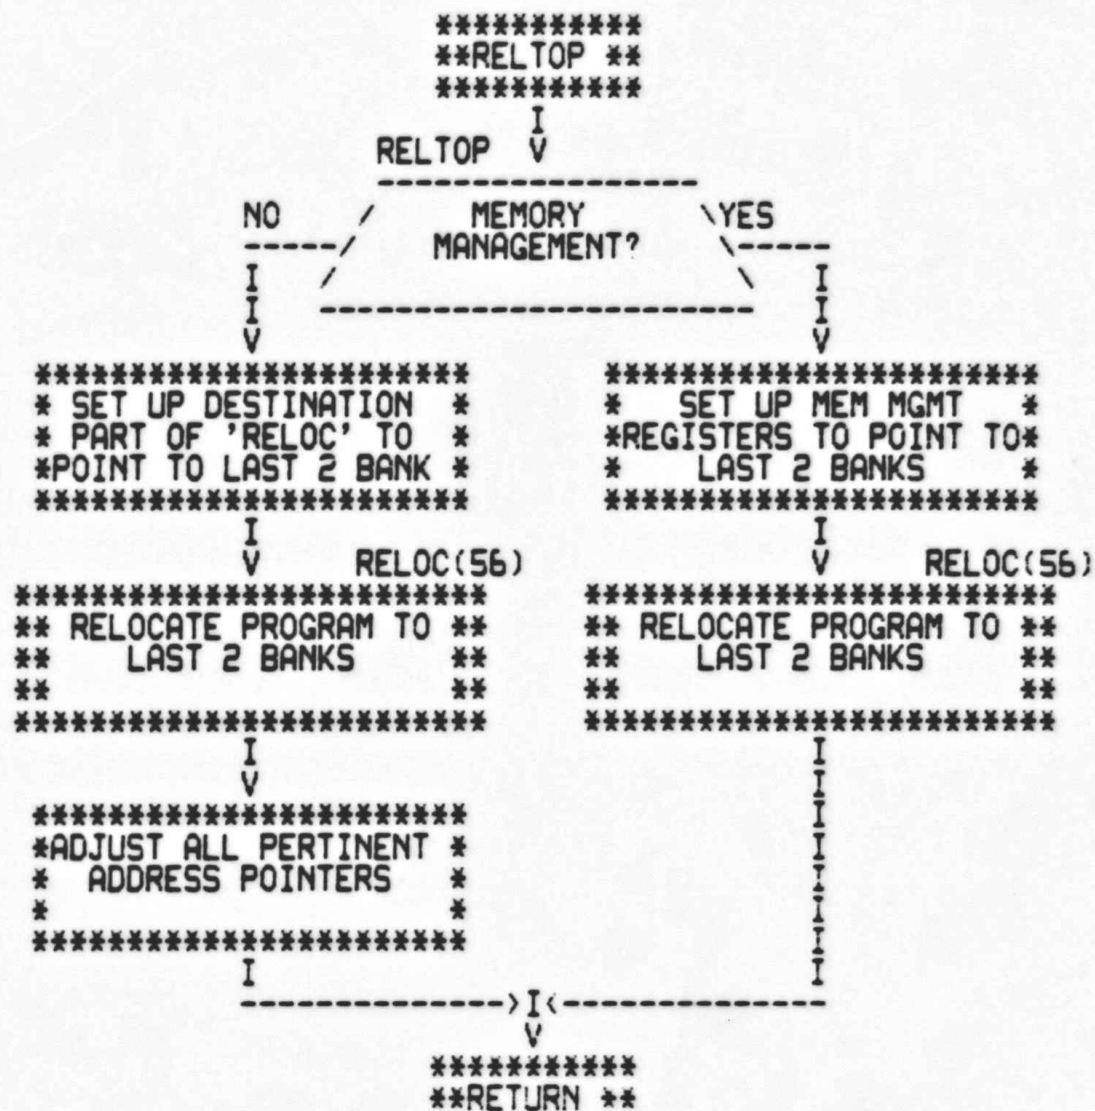 **RELTOP **
RELTOP
NO MEMORY YES
MANAGEMENT?
SET UP DESTINATION
PART OF 'RELOC' TO
POINT TO LAST 2 BANK
SET UP MEM MGMT
REGISTERS TO POINT TO
LAST 2 BANKS
RELOC(56)
RELOCATE PROGRAM TO
LAST 2 BANKS
RELOC(56)
RELOCATE PROGRAM TO
LAST 2 BANKS
ADJUST ALL PERTINENT
ADDRESS POINTERS
**RETURN **